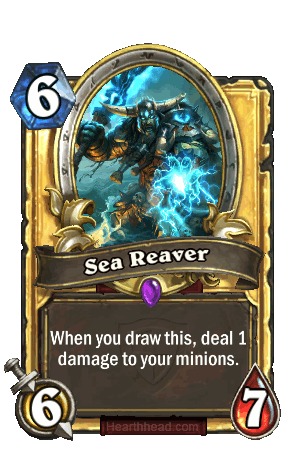 6
Sea Reaver
When you draw this, deal 1
damage to your minions.
6
7
Hearthhead.com